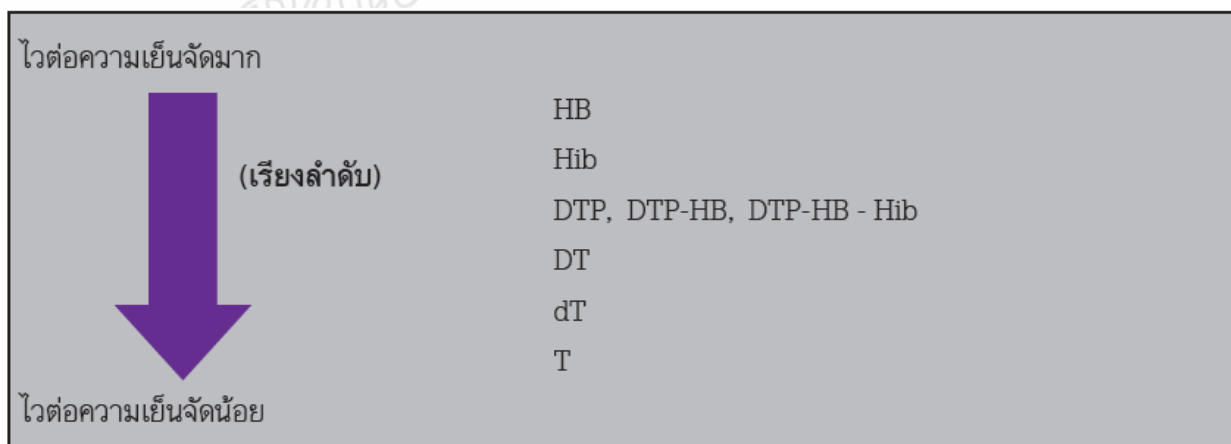 ไวต่อความเย็นจัดมาก
HB
Hib
(เรียงลำดับ)
DTP, DTP-HB, DTP-HB - Hib
DT
dT
T
ไวต่อความเย็นจัดน้อย